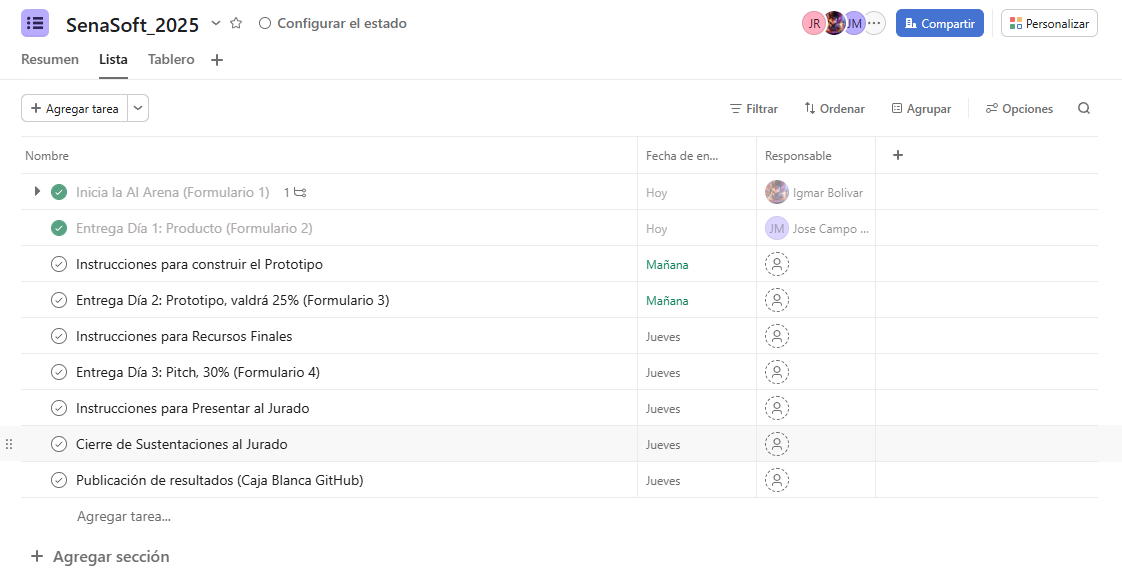 SenaSoft_2025 Configurar el estado JR JM ... Compartir Personalizar
Resumen Lista Tablero +
+ Agregar tarea Filtrar Ordenar Agrupar Opciones
Nombre Fecha de en... Responsable +
Inicia la AI Arena (Formulario 1) 1 Hoy Igmar Bolivar
Entrega Día 1: Producto (Formulario 2) Hoy JM Jose Campo ...
Instrucciones para construir el Prototipo Mañana
Entrega Día 2: Prototipo, valdrá 25% (Formulario 3) Mañana
Instrucciones para Recursos Finales Jueves
Entrega Día 3: Pitch, 30% (Formulario 4) Jueves
Instrucciones para Presentar al Jurado Jueves
Cierre de Sustentaciones al Jurado Jueves
Publicación de resultados (Caja Blanca GitHub) Jueves
Agregar tarea...
+ Agregar sección